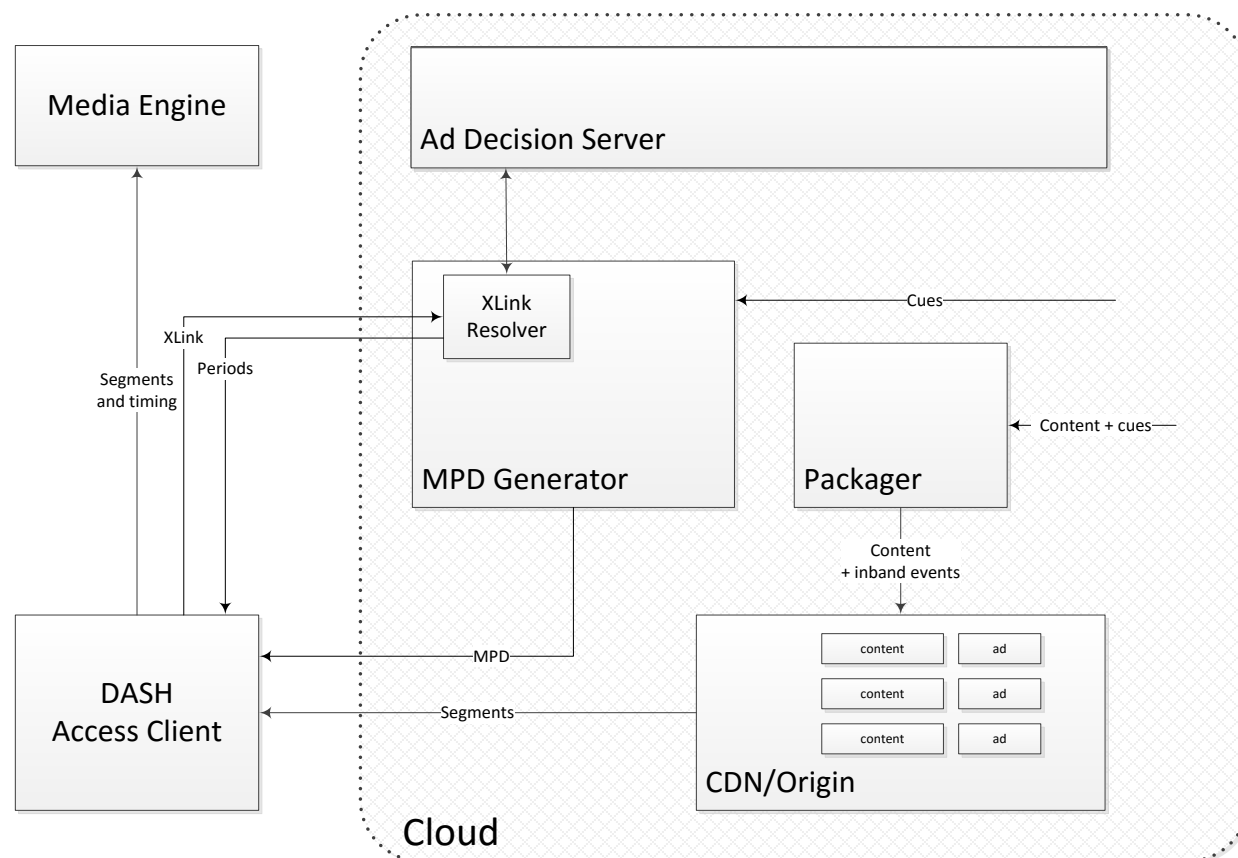 Media Engine
Ad Decision Server
XLink
Resolver
Cues
XLink
Periods
Segments
and timing
Content + cues
MPD Generator
Packager
Content
+ inband events
content
ad
MPD
DASH
Access Client
content
ad
Segments
content
ad
CDN/Origin
Cloud